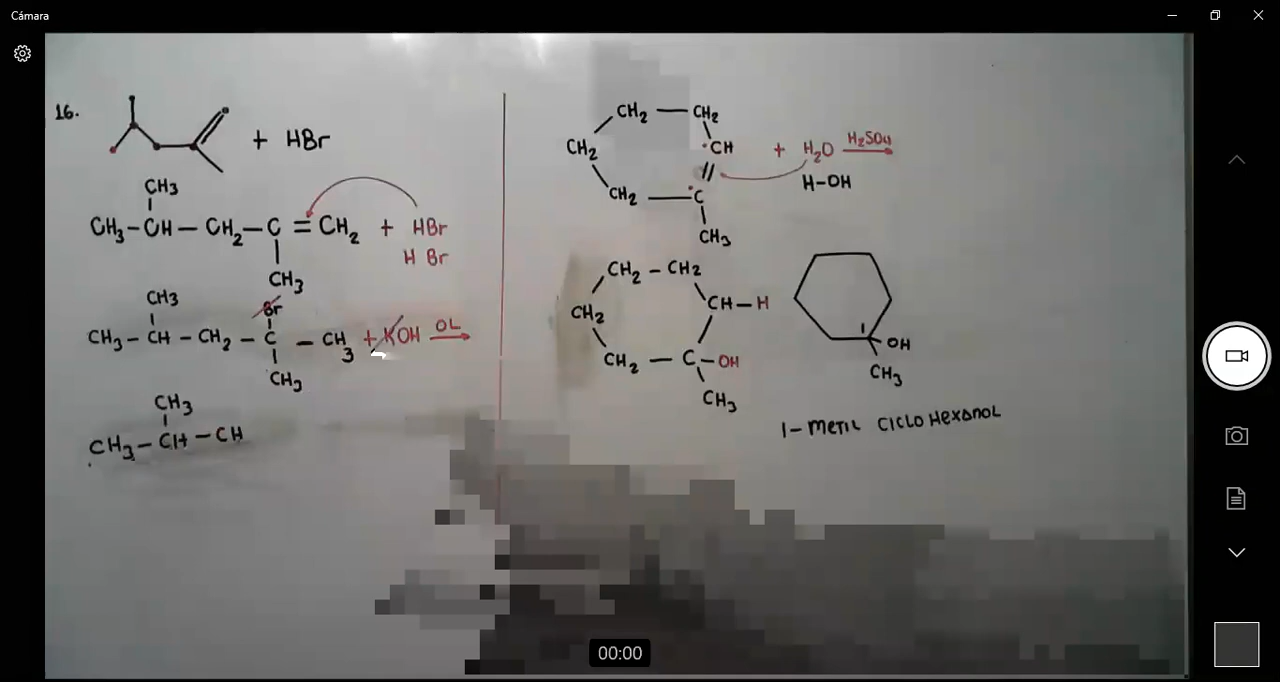 Cámara
16.
+ HBr
CH3
CH3-CH-CH2-C=CH2 + HBr
H Br
CH3
CH3 Br
CH3-CH-CH2-C-CH3 + KOH OL
CH3
CH3
CH3-CH-CH
CH2-CH2
CH2 CH + H2O H2SO4
H-OH
CH2-C
CH3
CH2-CH2
CH2 CH-H
CH2-C-OH
CH3
OH
CH3
1-METIL CICLO HEXANOL
00:00